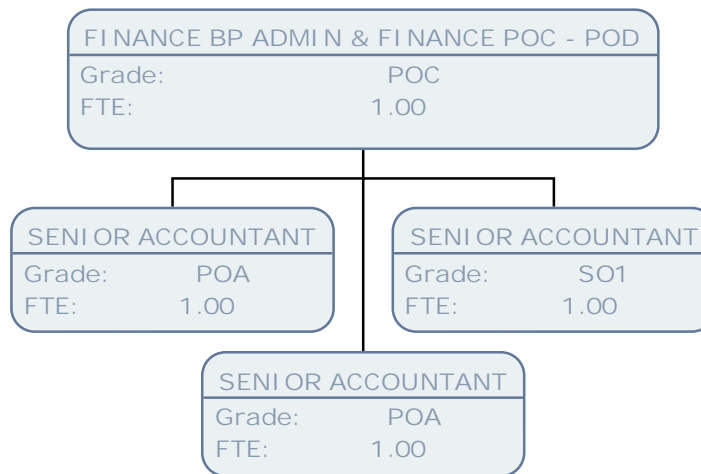 FINANCE BP ADMIN & FINANCE POC - POD
Grade: POC
FTE: 1.00
SENIOR ACCOUNTANT
Grade: POA
FTE: 1.00
SENIOR ACCOUNTANT
Grade: SO1
FTE: 1.00
SENIOR ACCOUNTANT
Grade: POA
FTE: 1.00